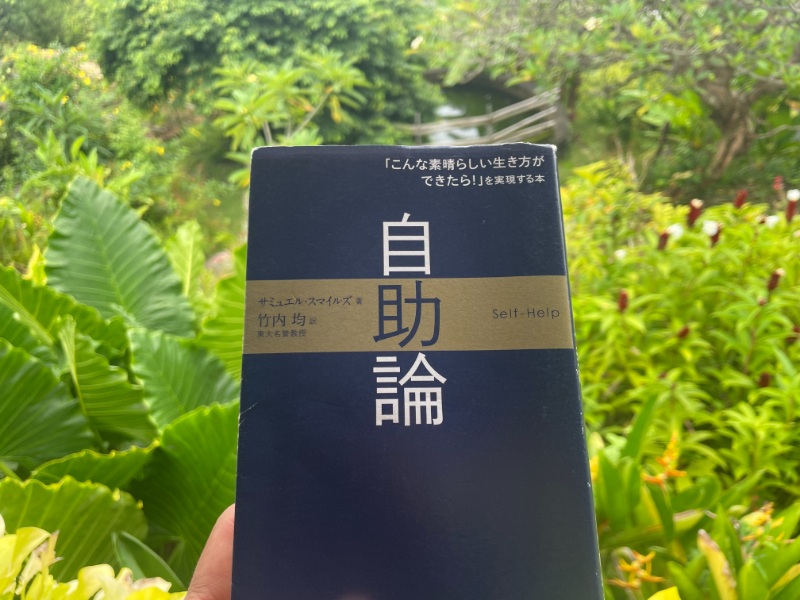 「こんな素晴らしい生き方が
できたら!」を実現する本
自助論
サミュエル・スマイルズ 著
竹内 均 訳
東大名誉教授
Self-Help